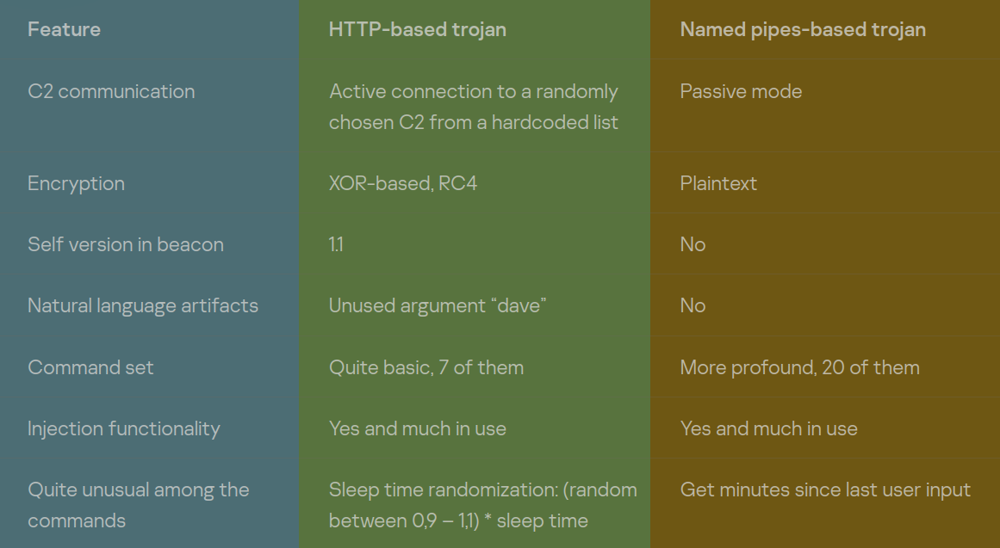 Feature HTTP-based trojan Named pipes-based trojan
C2 communication Active connection to a randomly Passive mode
chosen C2 from a hardcoded list
Encryption XOR-based, RC4 Plaintext
Self version in beacon 1.1 No
Natural language artifacts Unused argument “dave” No
Command set Quite basic, 7 of them More profound, 20 of them
Injection functionality Yes and much in use Yes and much in use
Quite unusual among the Sleep time randomization: (random Get minutes since last user input
commands between 0,9 – 1,1) * sleep time